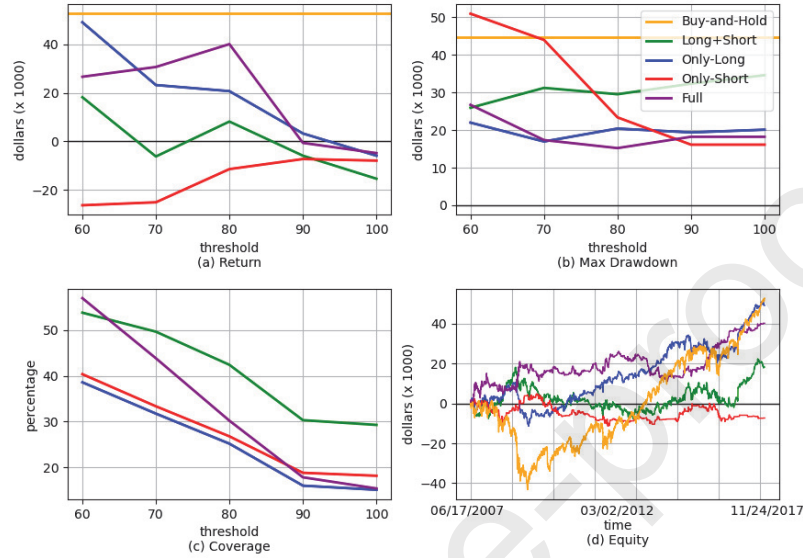 dollars (x 1000)
40
20
0
−20
60 70 80 90 100
threshold
(a) Return
dollars (x 1000)
50
40
30
20
10
0
60 70 80 90 100
threshold
(b) Max Drawdown
Buy-and-Hold
Long+Short
Only-Long
Only-Short
Full
percentage
50
40
30
20
60 70 80 90 100
threshold
(c) Coverage
dollars (x 1000)
40
20
0
−20
−40
06/17/2007 03/02/2012 11/24/2017
time
(d) Equity
e-proo